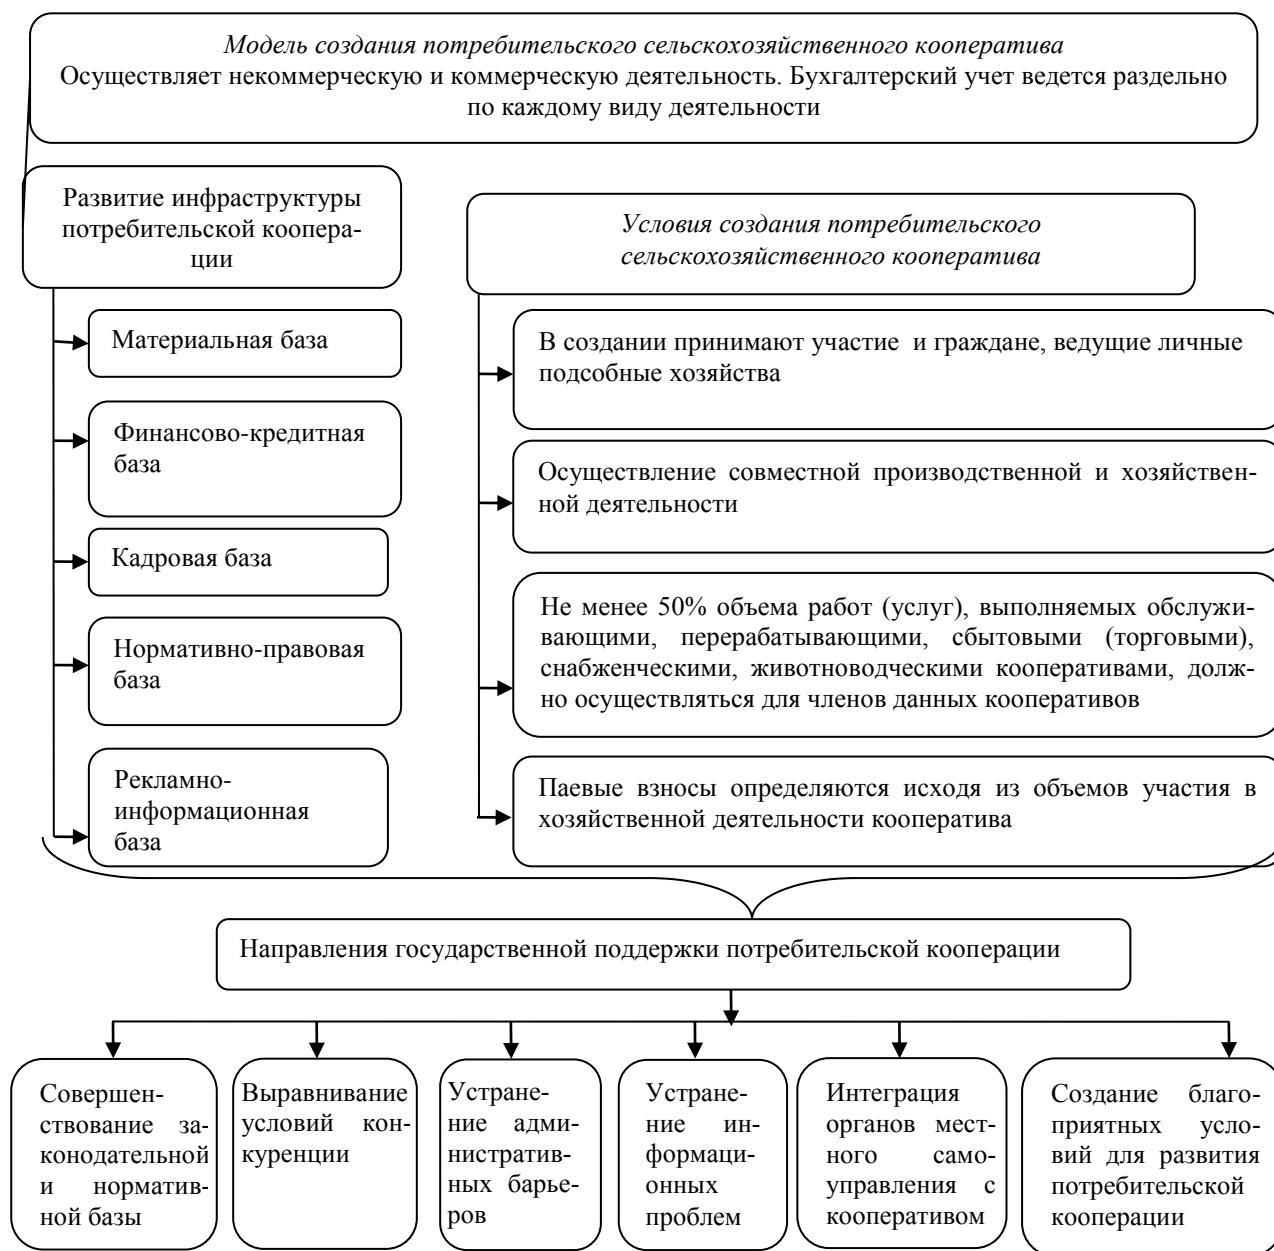 Модель создания потребительского сельскохозяйственного кооператива
Осуществляет некоммерческую и коммерческую деятельность. Бухгалтерский учет ведется раздельно
по каждому виду деятельности
Развитие инфраструктуры
потребительской коопера-
ции
Материальная база
Финансово-кредитная
база
Кадровая база
Нормативно-правовая
база
Рекламно-
информационная
база
Условия создания потребительского
сельскохозяйственного кооператива
В создании принимают участие и граждане, ведущие личные
подсобные хозяйства
Осуществление совместной производственной и хозяйствен-
ной деятельности
Не менее 50% объема работ (услуг), выполняемых обслужи-
вающими, перерабатывающими, сбытовыми (торговыми),
снабженческими, животноводческими кооперативами, долж-
но осуществляться для членов данных кооперативов
Паевые взносы определяются исходя из объемов участия в
хозяйственной деятельности кооператива
Направления государственной поддержки потребительской кооперации
Совершен-
ствование за-
конодательной
и норматив-
ной базы
Выравнивание
условий кон-
куренции
Устране-
ние адми-
нистратив-
ных барье-
ров
Устране-
ние ин-
формаци-
онных
проблем
Интеграция
органов мест-
ного само-
управления с
кооперативом
Создание благо-
приятных усло-
вий для развития
потребительской
кооперации